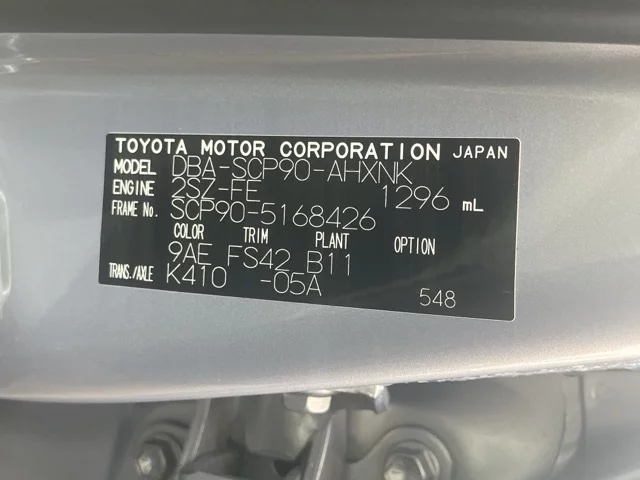 TOYOTA MOTOR CORPORATION JAPAN
MODEL DBA-SCP90-AHXNK
ENGINE 2SZ-FE 1296 mL
FRAME No. SCP90-5168426
COLOR TRIM PLANT OPTION
9AE FS42 B11
TRANS./AXLE K410 -05A
548